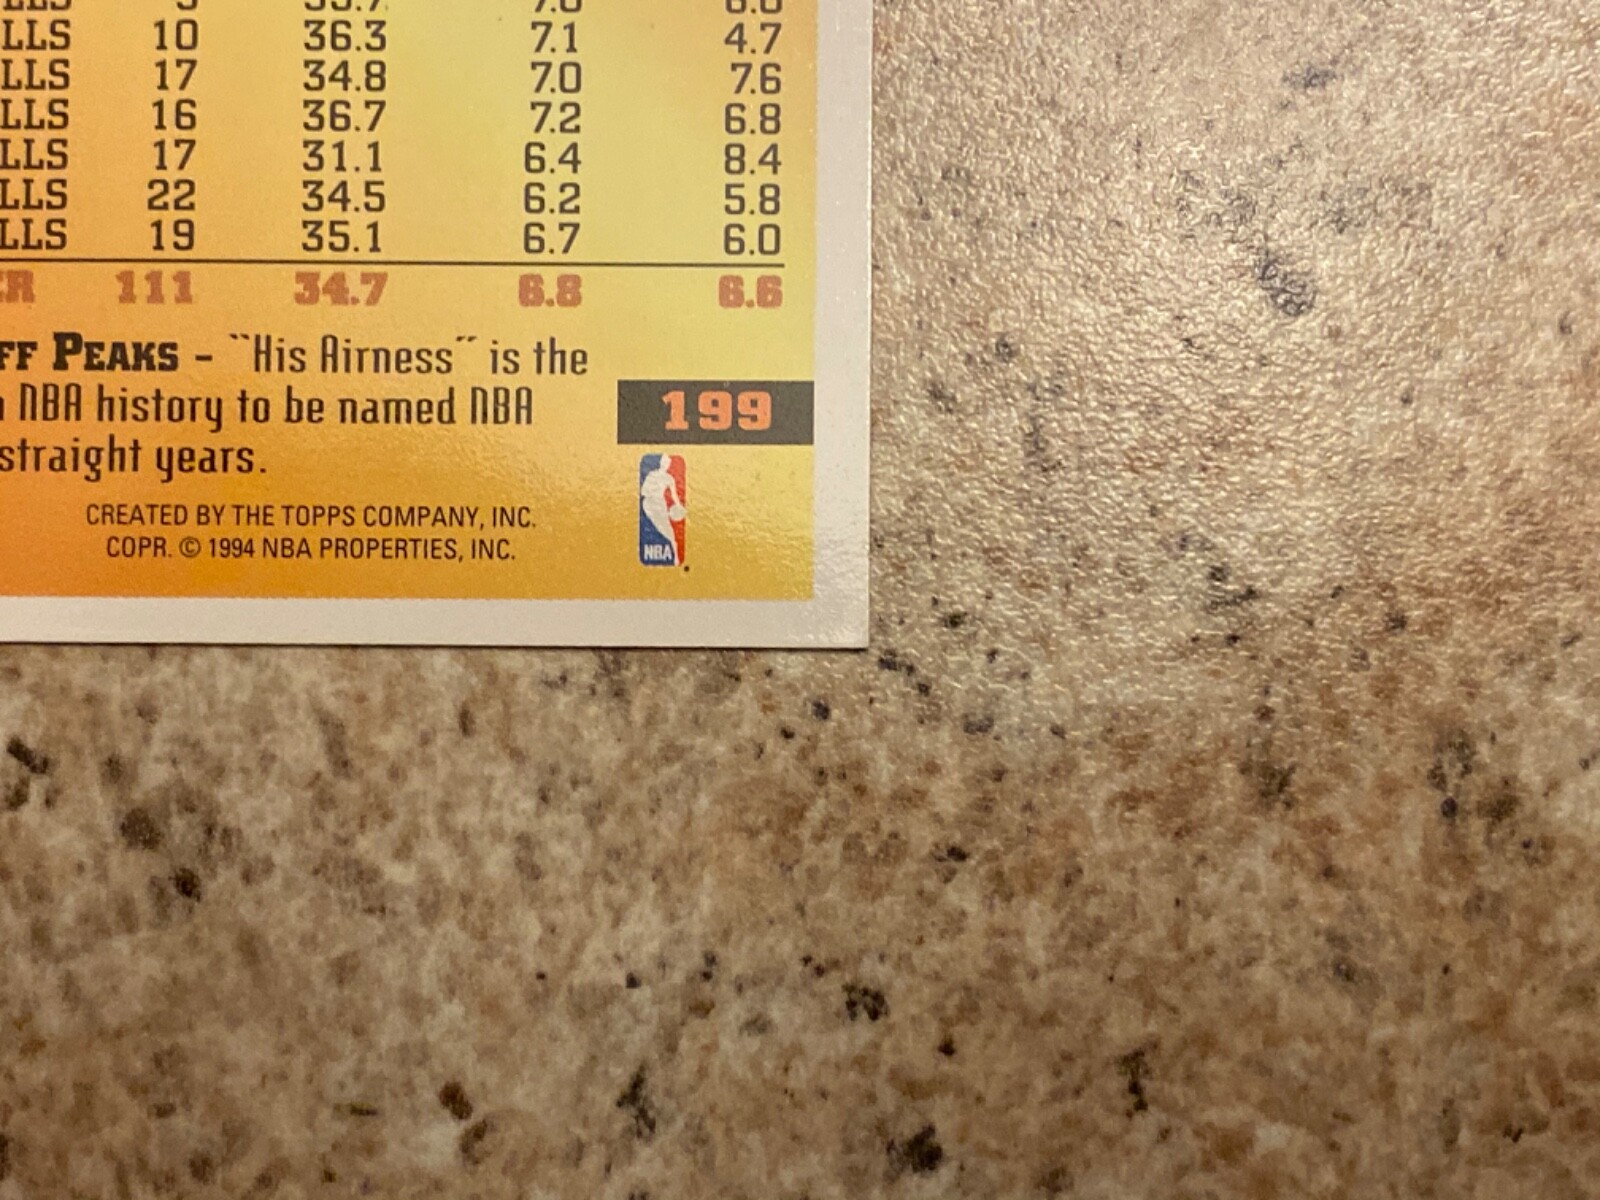 LLS 10 36.3 7.1 4.7
LLS 17 34.8 7.0 7.6
LLS 16 36.7 7.2 6.8
LLS 17 31.1 6.4 8.4
LLS 22 34.5 6.2 5.8
LLS 19 35.1 6.7 6.0
ER 111 34.7 6.8 6.6
FF PEAKS - "His Airness" is the
NBA history to be named NBA
straight years.
199
CREATED BY THE TOPPS COMPANY, INC.
COPR. © 1994 NBA PROPERTIES, INC.
NBA